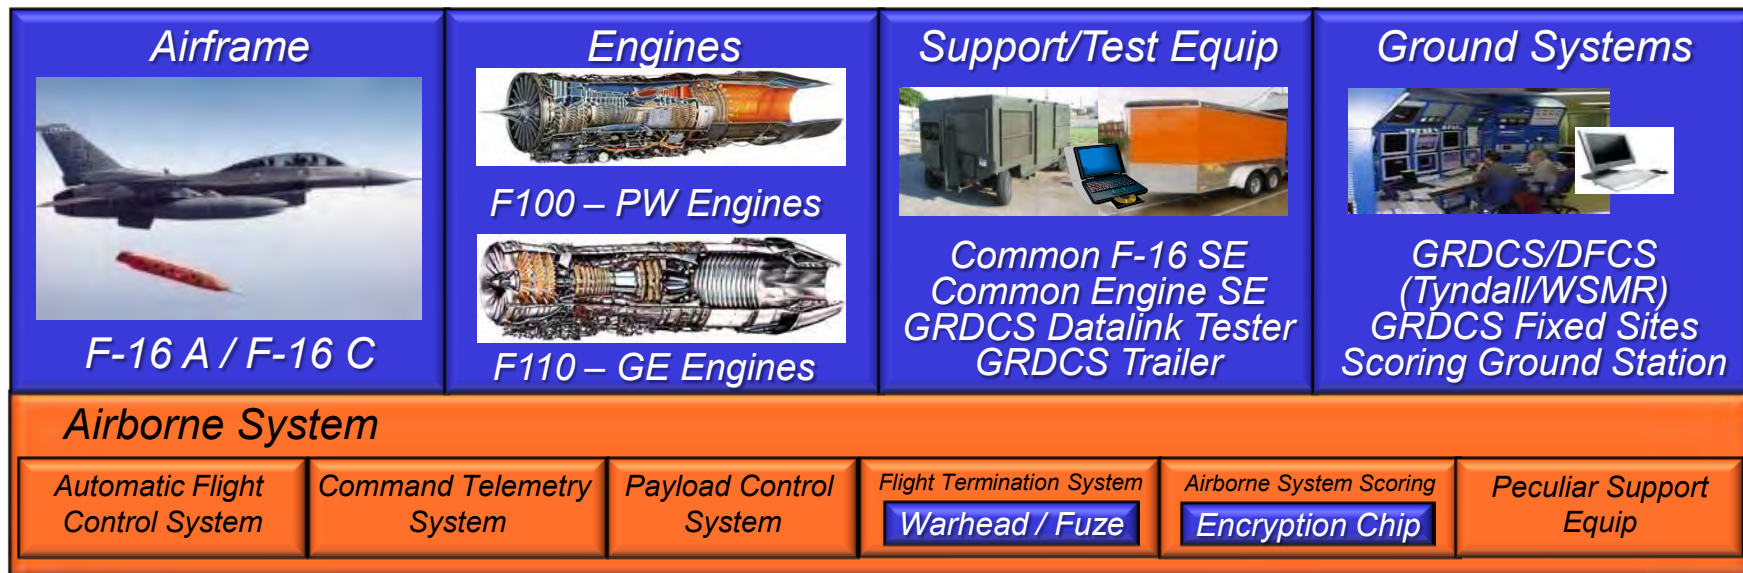 Airframe
F-16 A / F-16 C
Engines
F100 – PW Engines
F110 – GE Engines
Support/Test Equip
Common F-16 SE
Common Engine SE
GRDCS Datalink Tester
GRDCS Trailer
Ground Systems
GRDCS/DFCS
(Tyndall/WSMR)
GRDCS Fixed Sites
Scoring Ground Station
Airborne System
Automatic Flight
Control System
Command Telemetry
System
Payload Control
System
Flight Termination System
Warhead / Fuze
Airborne System Scoring
Encryption Chip
Peculiar Support
Equip